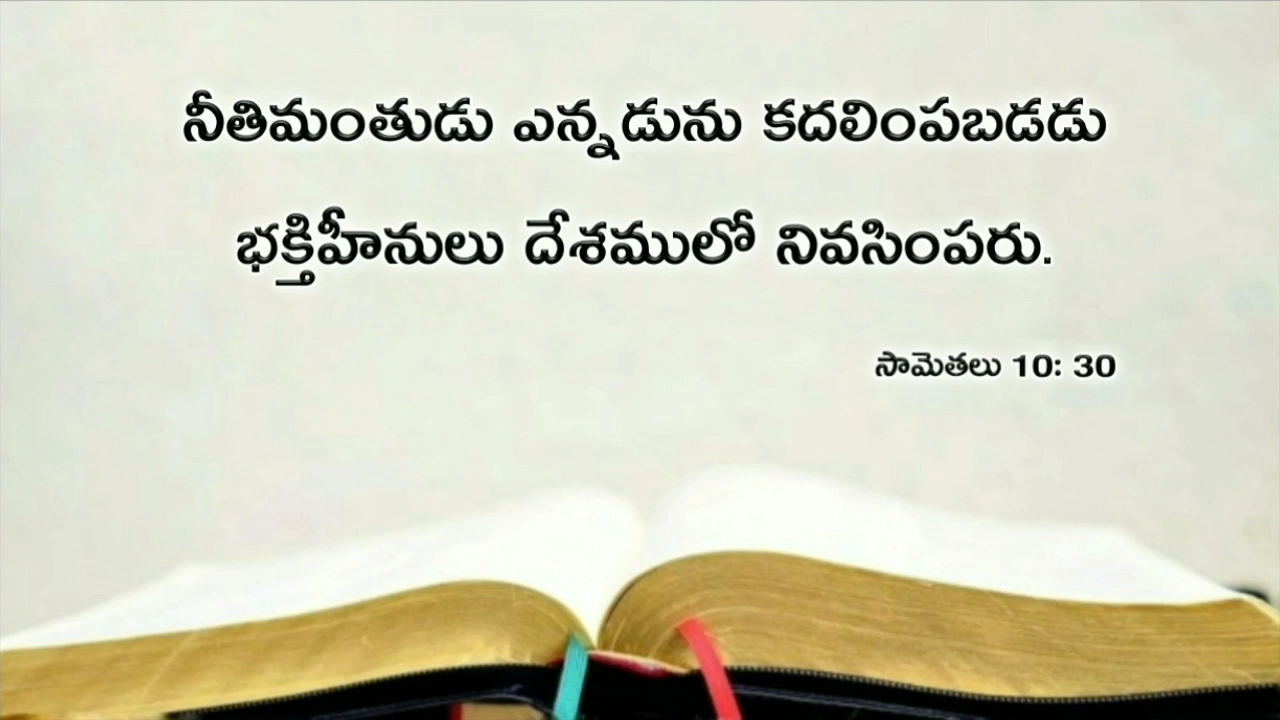 నీతిమంతుడు ఎన్నడును కదలింపబడడు
భక్తిహీనులు దేశములో నివసింపరు.
సామెతలు 10: 30